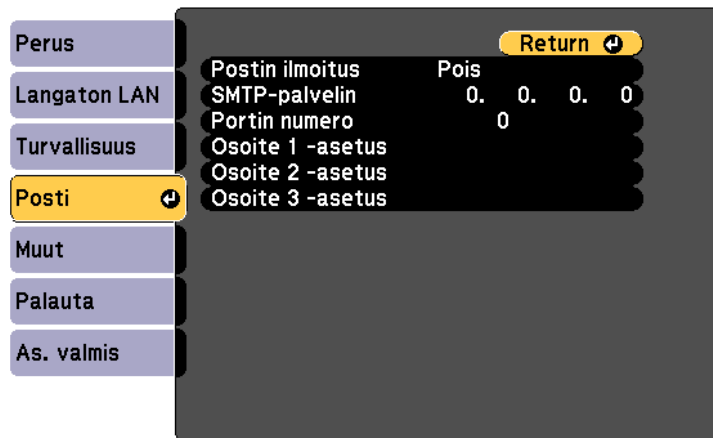 Perus
Langaton LAN
Turvallisuus
Posti
Muut
Palauta
As. valmis
Return
Postin ilmoitus Pois
SMTP-palvelin 0. 0. 0. 0
Portin numero 0
Osoite 1 -asetus
Osoite 2 -asetus
Osoite 3 -asetus